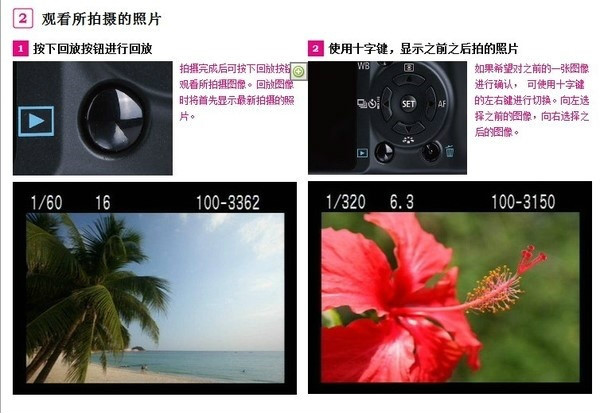 2 观看所拍摄的照片
1 按下回放按钮进行回放
拍摄完成后可按下回放按钮
观看所拍摄图像。回放图像
时将首先显示最新拍摄的照
片。
2 使用十字键，显示之前之后拍的照片
WB
SET
AF
如果希望对之前的一张图像
进行确认， 可使用十字键
的左右键进行切换。向左选
择之前的图像，向右选择之
后的图像。
1/60 16 100-3362
1/320 6.3 100-3150